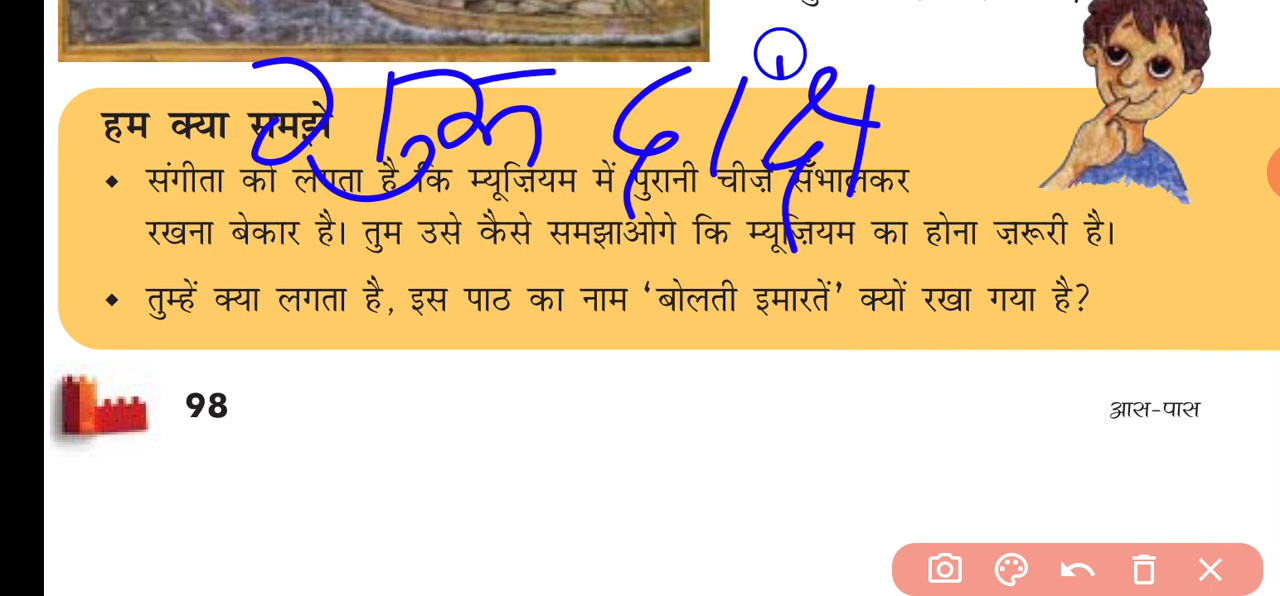 हम क्या समझे
संगीता को लगता है कि म्यूज़ियम में पुरानी चीज़ें सँभालकर
रखना बेकार है। तुम उसे कैसे समझाओगे कि म्यूज़ियम का होना ज़रूरी है।
तुम्हें क्या लगता है, इस पाठ का नाम ‘बोलती इमारतें’ क्यों रखा गया है?
98
आस-पास